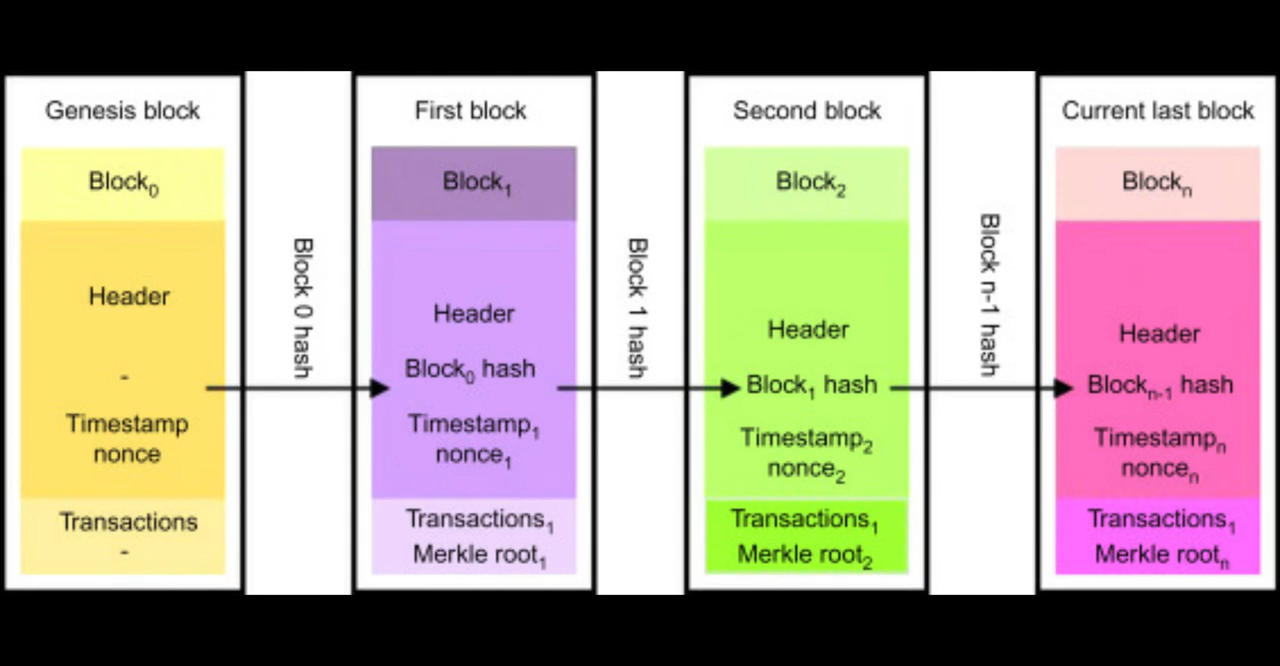 Genesis block
Block0
Header
-
Timestamp
nonce
Transactions
-
Block 0 hash
First block
Block1
Header
Block0 hash
Timestamp1
nonce1
Transactions1
Merkle root1
Block 1 hash
Second block
Block2
Header
Block1 hash
Timestamp2
nonce2
Transactions1
Merkle root2
Block n-1 hash
Current last block
Blockn
Header
Blockn-1 hash
Timestampn
noncen
Transactions1
Merkle rootn